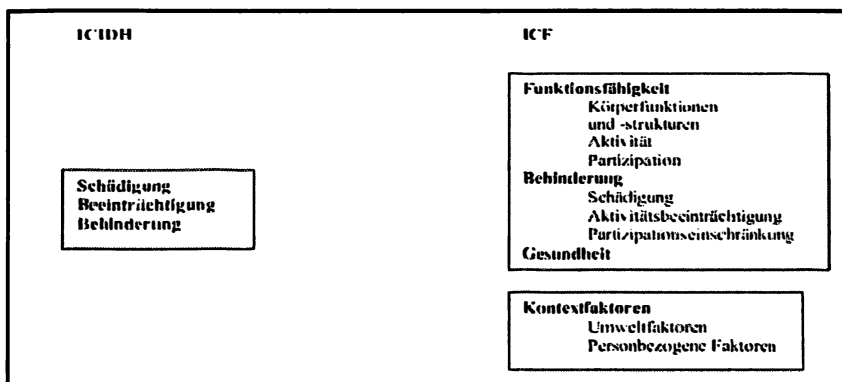 ICIDH
Schädigung
Beeinträchtigung
Behinderung
ICF
Funktionsfähigkeit
Körperfunktionen
und -strukturen
Aktivität
Partizipation
Behinderung
Schädigung
Aktivitätsbeeinträchtigung
Partizipationseinschränkung
Gesundheit
Kontextfaktoren
Umweltfaktoren
Personbezogene Faktoren